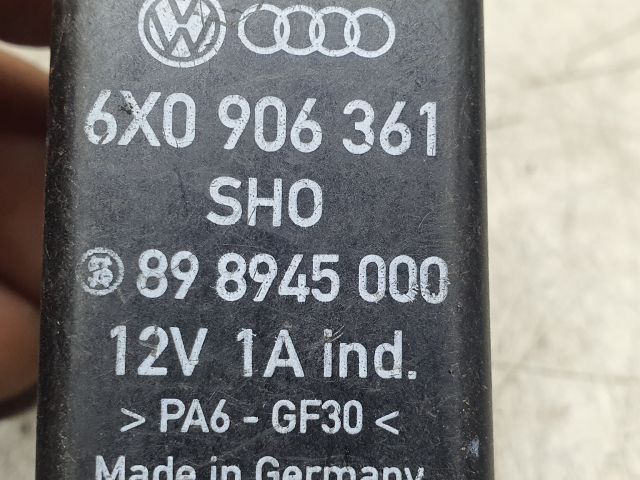 6X0 906 361
SHO
89 8945 000
12V 1A ind.
> PA6 - GF30 <
Made in Germany